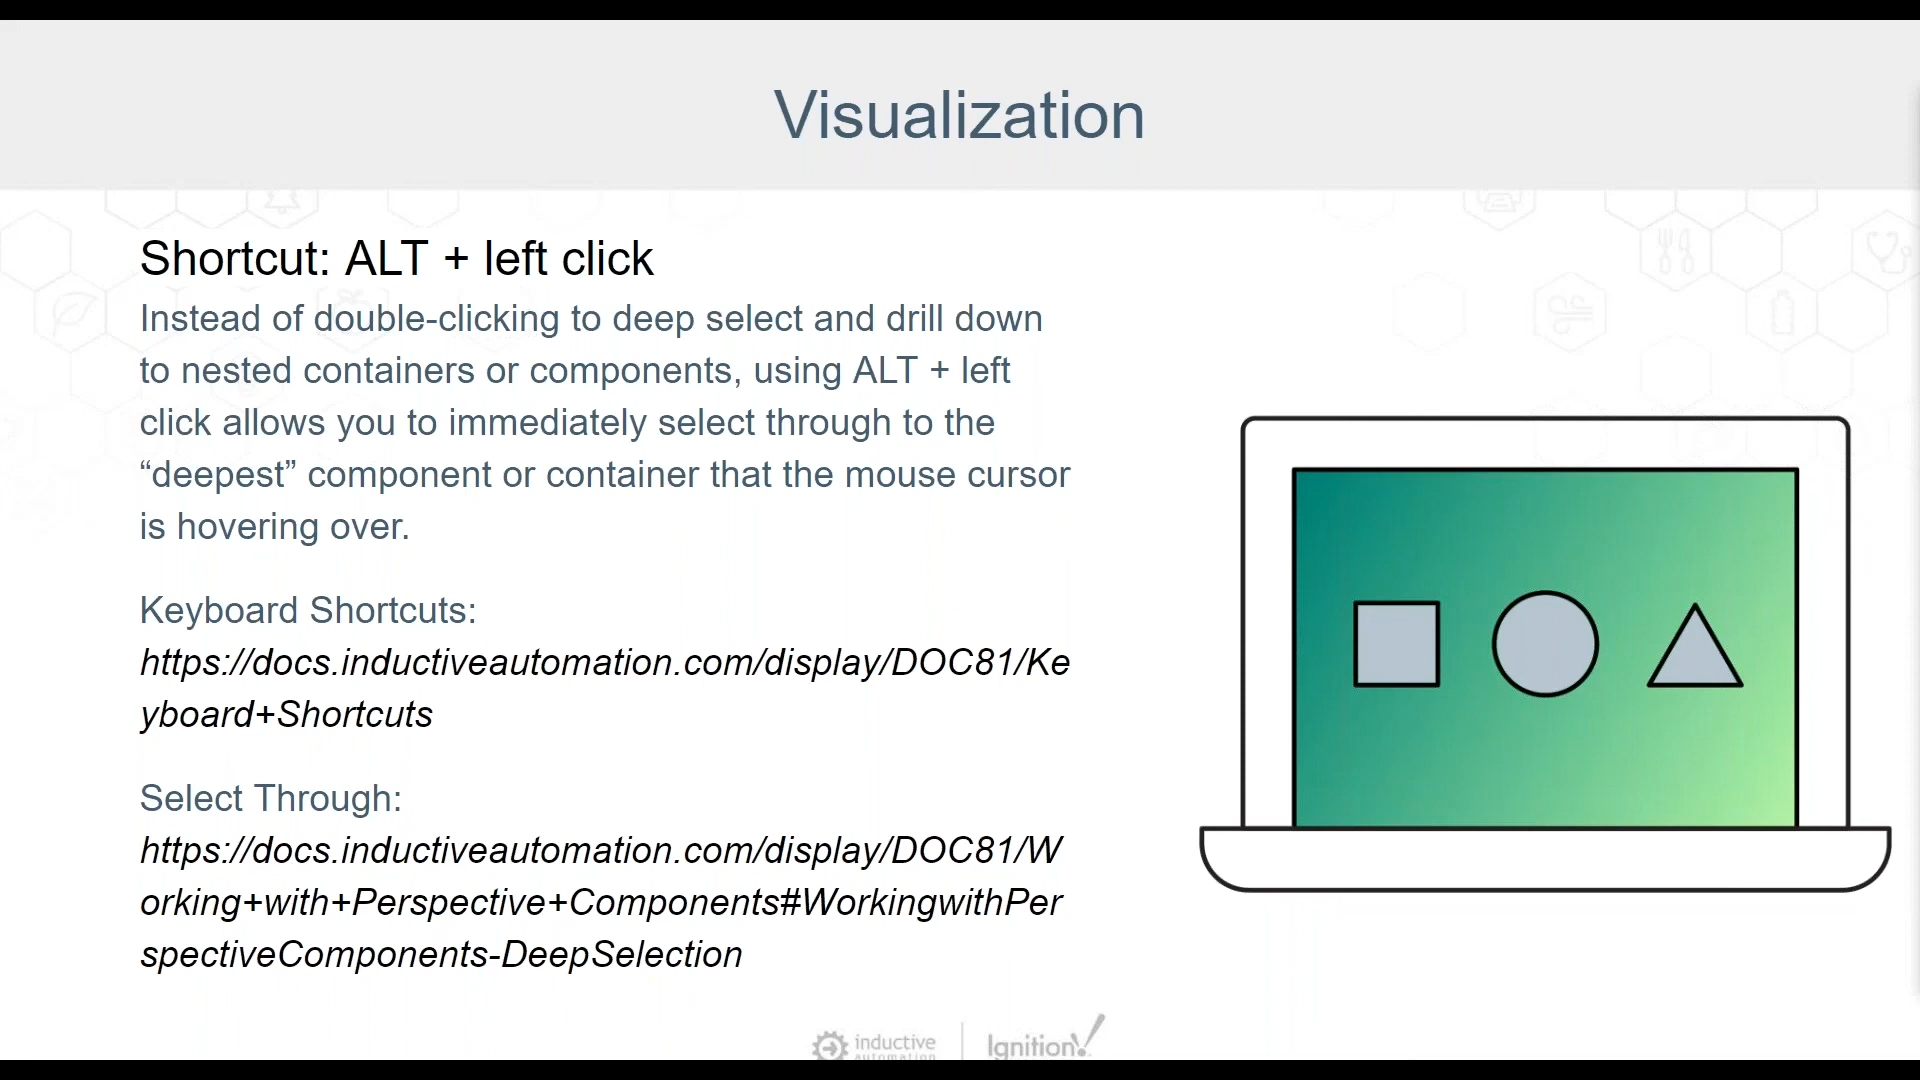 Visualization
Shortcut: ALT + left click
Instead of double-clicking to deep select and drill down
to nested containers or components, using ALT + left
click allows you to immediately select through to the
“deepest” component or container that the mouse cursor
is hovering over.
Keyboard Shortcuts:
https://docs.inductiveautomation.com/display/DOC81/Ke
yboard+Shortcuts
Select Through:
https://docs.inductiveautomation.com/display/DOC81/W
orking+with+Perspective+Components#WorkingwithPer
spectiveComponents-DeepSelection
inductive
automation
Ignition!